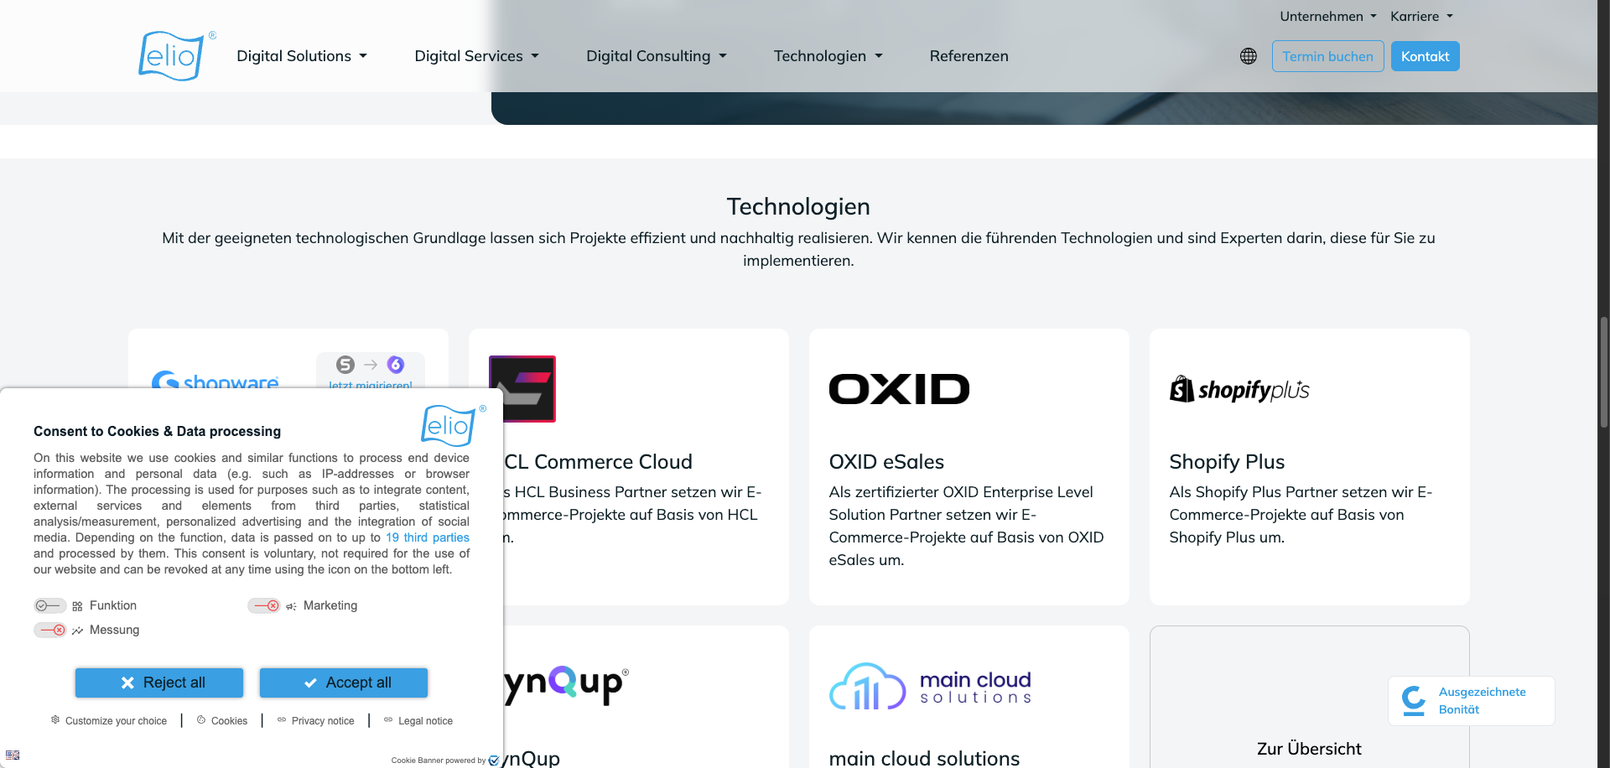 Unternehmen
Karriere
elio®
Digital Solutions
Digital Services
Digital Consulting
Technologien
Referenzen
Termin buchen
Kontakt
Technologien
Mit der geeigneten technologischen Grundlage lassen sich Projekte effizient und nachhaltig realisieren. Wir kennen die führenden Technologien und sind Experten darin, diese für Sie zu
implementieren.
shopware
5 → 6
Jetzt migrieren!
OXID
shopifyplus
CL Commerce Cloud
s HCL Business Partner setzen wir E-
ommerce-Projekte auf Basis von HCL
m.
OXID eSales
Als zertifizierter OXID Enterprise Level
Solution Partner setzen wir E-
Commerce-Projekte auf Basis von OXID
eSales um.
Shopify Plus
Als Shopify Plus Partner setzen wir E-
Commerce-Projekte auf Basis von
Shopify Plus um.
elio®
Consent to Cookies & Data processing
On this website we use cookies and similar functions to process end device
information and personal data (e.g. such as IP-addresses or browser
information). The processing is used for purposes such as to integrate content,
external services and elements from third parties, statistical
analysis/measurement, personalized advertising and the integration of social
media. Depending on the function, data is passed on to up to 19 third parties
and processed by them. This consent is voluntary, not required for the use of
our website and can be revoked at any time using the icon on the bottom left.
Funktion
Marketing
Messung
Reject all
Accept all
Customize your choice | Cookies | Privacy notice | Legal notice
Cookie Banner powered by
ynQup®
main cloud
solutions
ynQup
main cloud solutions
Zur Übersicht
Ausgezeichnete
Bonität